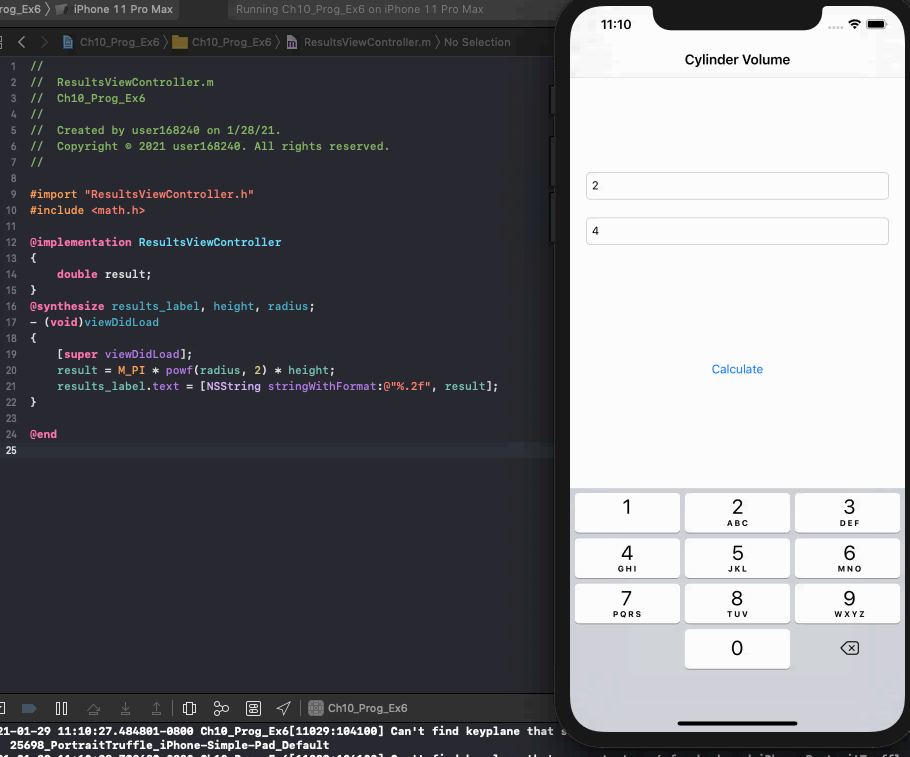 rog_Ex6 〉 iPhone 11 Pro Max
Running Ch10_Prog_Ex6 on iPhone 11 Pro Max
Ch10_Prog_Ex6 〉 Ch10_Prog_Ex6 〉 ResultsViewController.m 〉 No Selection
1 //
2 //  ResultsViewController.m
3 //  Ch10_Prog_Ex6
4 //
5 //  Created by user168240 on 1/28/21.
6 //  Copyright © 2021 user168240. All rights reserved.
7 //
8
9 #import "ResultsViewController.h"
10 #include <math.h>
11
12 @implementation ResultsViewController
13 {
14     double result;
15 }
16 @synthesize results_label, height, radius;
17 - (void)viewDidLoad
18 {
19     [super viewDidLoad];
20     result = M_PI * powf(radius, 2) * height;
21     results_label.text = [NSString stringWithFormat:@"%.2f", result];
22 }
23
24 @end
25
Ch10_Prog_Ex6
21-01-29 11:10:27.484801-0800 Ch10_Prog_Ex6[11029:104100] Can't find keyplane that s
25698_PortraitTruffle_iPhone-Simple-Pad_Default
11:10
Cylinder Volume
2
4
Calculate
1
2
ABC
3
DEF
4
GHI
5
JKL
6
MNO
7
PQRS
8
TUV
9
WXYZ
0